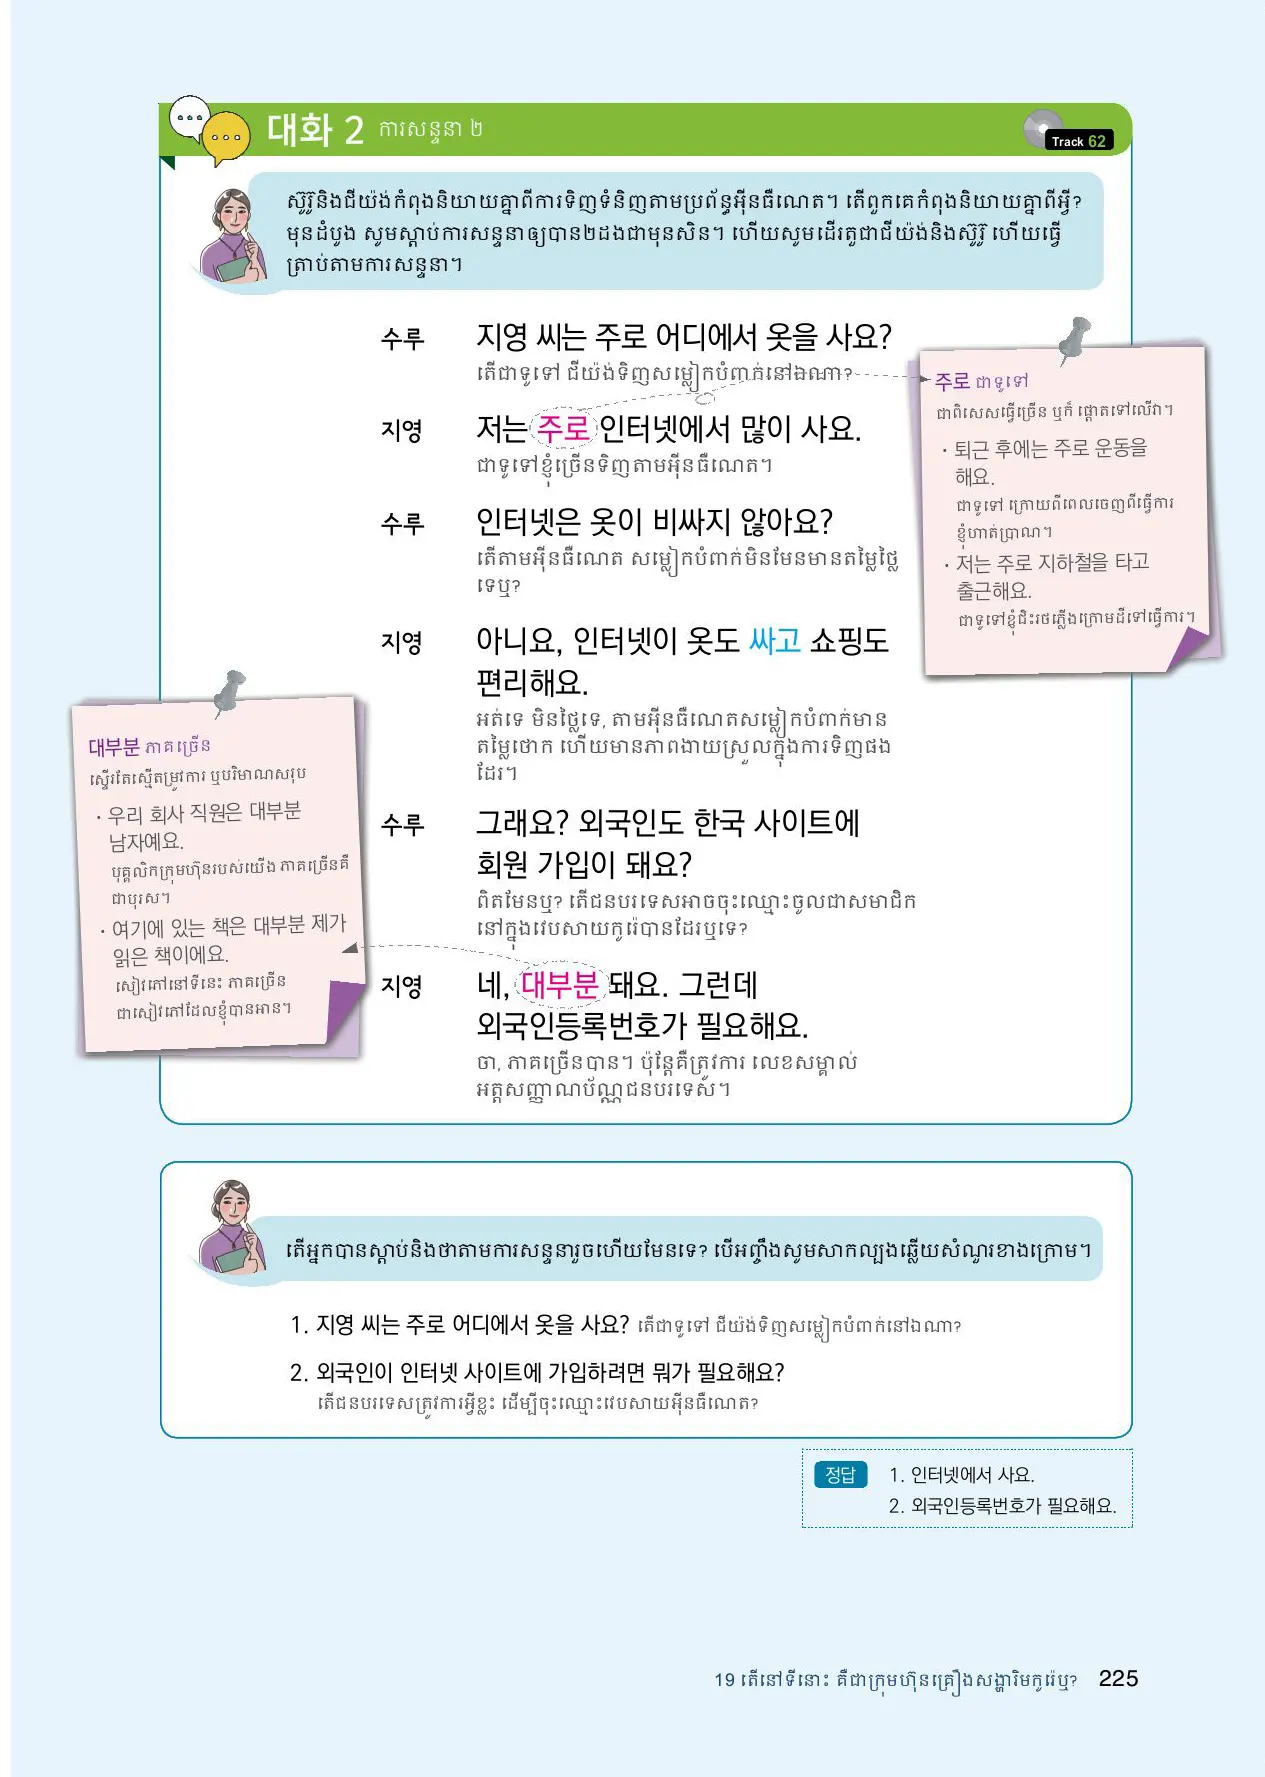 대화 2 ការសន្ទនា ២
Track 62
ស៊ូរ៊ូនិងជីយ៉ង់កំពុងនិយាយគ្នាពីការទិញទំនិញតាមប្រព័ន្ធអ៊ីនធឺណេត។ តើពួកគេកំពុងនិយាយគ្នាពីអ្វី?
មុនដំបូង សូមស្តាប់ការសន្ទនាឲ្យបាន២ដងជាមុនសិន។ ហើយសូមដើរតួជាជីយ៉ង់និងស៊ូរ៊ូ ហើយធ្វើ
ត្រាប់តាមការសន្ទនា។
수루 지영 씨는 주로 어디에서 옷을 사요?
តើជាទូទៅ ជីយ៉ង់ទិញសម្លៀកបំពាក់នៅឯណា?
지영 저는 주로 인터넷에서 많이 사요.
ជាទូទៅខ្ញុំច្រើនទិញតាមអ៊ីនធឺណេត។
수루 인터넷은 옷이 비싸지 않아요?
តើតាមអ៊ីនធឺណេត សម្លៀកបំពាក់មិនមែនមានតម្លៃថ្លៃ
ទេឬ?
지영 아니요, 인터넷이 옷도 싸고 쇼핑도
편리해요.
អត់ទេ មិនថ្លៃទេ, តាមអ៊ីនធឺណេតសម្លៀកបំពាក់មាន
តម្លៃថោក ហើយមានភាពងាយស្រួលក្នុងការទិញផង
ដែរ។
수루 그래요? 외국인도 한국 사이트에
회원 가입이 돼요?
ពិតមែនឬ? តើជនបរទេសអាចចុះឈ្មោះចូលជាសមាជិក
នៅក្នុងវេបសាយកូរ៉េបានដែរឬទេ?
지영 네, 대부분 돼요. 그런데
외국인등록번호가 필요해요.
ចា, ភាគច្រើនបាន។ ប៉ុន្តែគឺត្រូវការ លេខសម្គាល់
អត្តសញ្ញាណប័ណ្ណជនបរទេស។
주로 ជាទូទៅ
ជាពិសេសធ្វើច្រើន ឬក៏ ផ្តោតទៅលើវា។
· 퇴근 후에는 주로 운동을
해요.
ជាទូទៅ ក្រោយពីពេលចេញពីធ្វើការ
ខ្ញុំហាត់ប្រាណ។
· 저는 주로 지하철을 타고
출근해요.
ជាទូទៅខ្ញុំជិះរថភ្លើងក្រោមដីទៅធ្វើការ។
대부분 ភាគច្រើន
ស្ទើរតែស្មើតម្រូវការ ឬបរិមាណសរុប
· 우리 회사 직원은 대부분
남자예요.
បុគ្គលិកក្រុមហ៊ុនរបស់យើង ភាគច្រើនគឺ
ជាបុរស។
· 여기에 있는 책은 대부분 제가
읽은 책이에요.
សៀវភៅនៅទីនេះ ភាគច្រើន
ជាសៀវភៅដែលខ្ញុំបានអាន។
តើអ្នកបានស្តាប់និងថាតាមការសន្ទនារួចហើយមែនទេ? បើអញ្ចឹងសូមសាកល្បងឆ្លើយសំណួរខាងក្រោម។
1. 지영 씨는 주로 어디에서 옷을 사요? តើជាទូទៅ ជីយ៉ង់ទិញសម្លៀកបំពាក់នៅឯណា?
2. 외국인이 인터넷 사이트에 가입하려면 뭐가 필요해요?
តើជនបរទេសត្រូវការអ្វីខ្លះ ដើម្បីចុះឈ្មោះវេបសាយអ៊ីនធឺណេត?
정답 1. 인터넷에서 사요.
2. 외국인등록번호가 필요해요.
19 តើនៅទីនោះ គឺជាក្រុមហ៊ុនគ្រឿងសង្ហារិមកូរ៉េឬ? 225